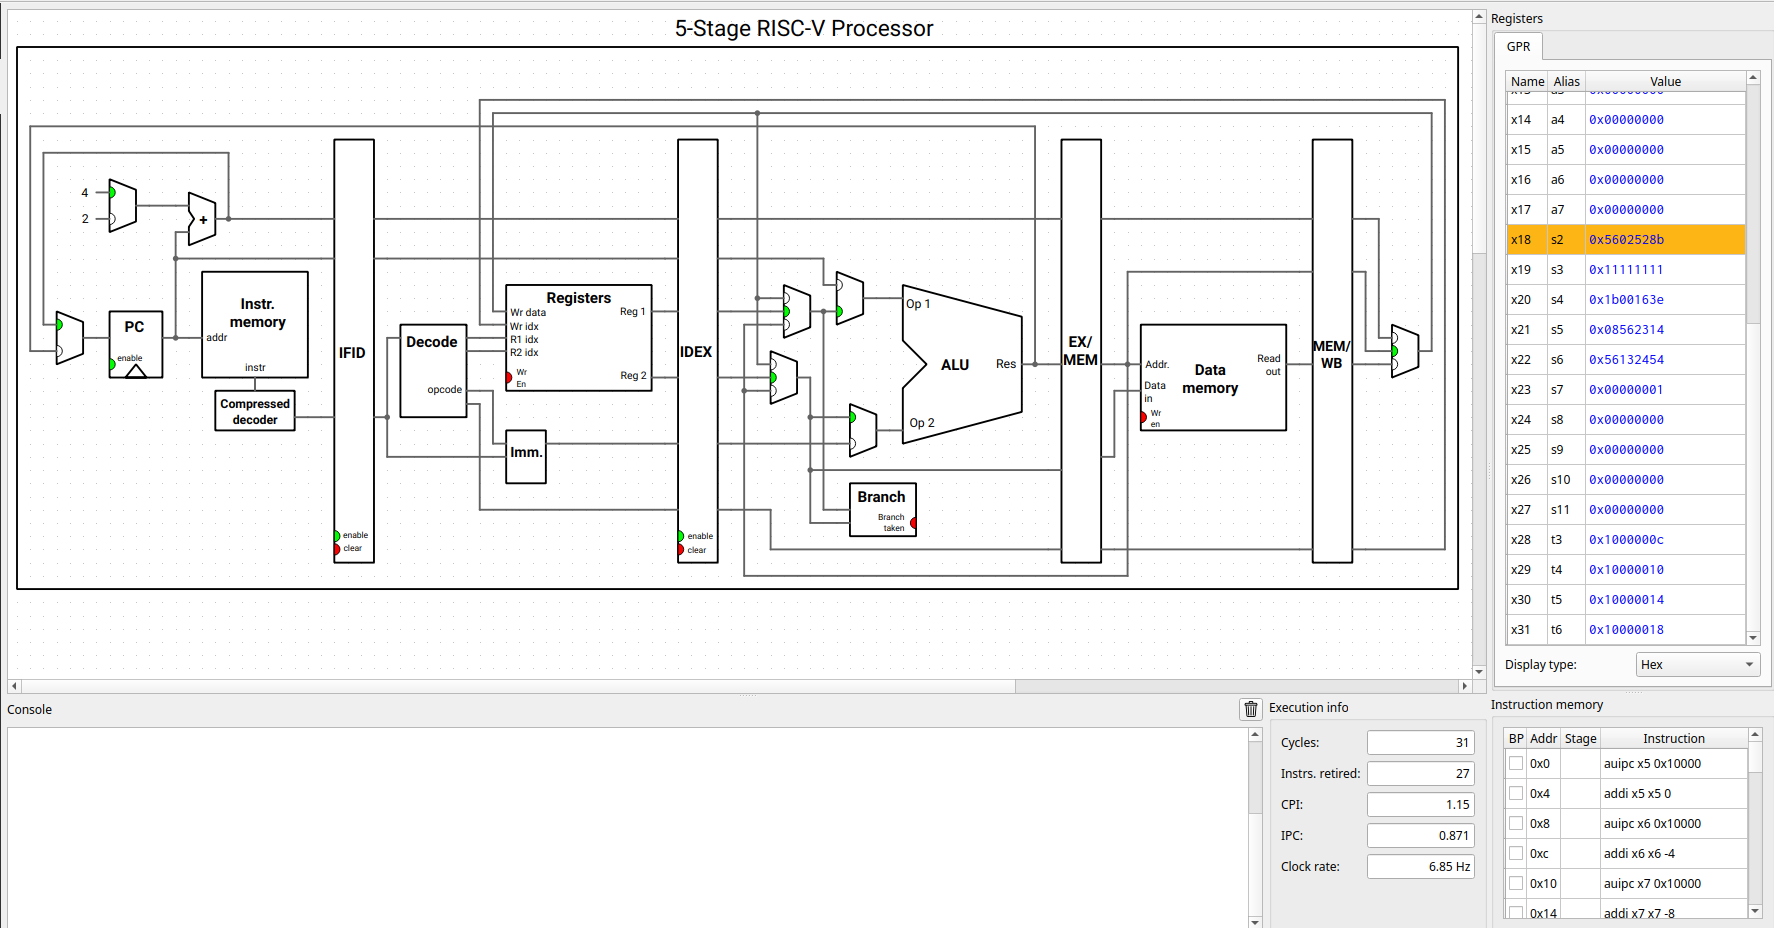 5-Stage RISC-V Processor
4
2
+
PC
enable
Instr.
memory
addr
instr
Compressed
decoder
IFID
enable
clear
Decode
opcode
Registers
Wr data
Wr idx
R1 idx
R2 idx
Wr
En
Reg 1
Reg 2
Imm.
IDEX
enable
clear
Op 1
ALU
Res
Op 2
Branch
Branch
taken
EX/
MEM
Addr.
Data
in
Wr
en
Data
memory
Read
out
MEM/
WB
Registers
GPR
Name Alias Value
x14 a4 0x00000000
x15 a5 0x00000000
x16 a6 0x00000000
x17 a7 0x00000000
x18 s2 0x5602528b
x19 s3 0x11111111
x20 s4 0x1b00163e
x21 s5 0x08562314
x22 s6 0x56132454
x23 s7 0x00000001
x24 s8 0x00000000
x25 s9 0x00000000
x26 s10 0x00000000
x27 s11 0x00000000
x28 t3 0x1000000c
x29 t4 0x10000010
x30 t5 0x10000014
x31 t6 0x10000018
Display type: Hex
Console
Execution info
Cycles: 31
Instrs. retired: 27
CPI: 1.15
IPC: 0.871
Clock rate: 6.85 Hz
Instruction memory
BP Addr Stage Instruction
0x0 auipc x5 0x10000
0x4 addi x5 x5 0
0x8 auipc x6 0x10000
0xc addi x6 x6 -4
0x10 auipc x7 0x10000
0x14 addi x7 x7 -8